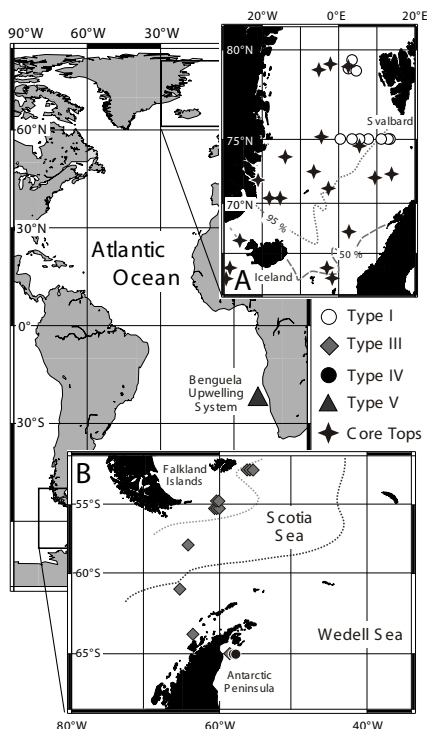 20°W 0°E 20°E
90°W 60°W 30°W
80°N
Svalbard
60°N
75°N
70°N
95 %
30°N
50 %
Atlantic
Ocean
Iceland
A
Type I
0°
Type III
Type IV
Benguela
Upwelling
System
Type V
30°S
Core Tops
B
Falkland
Islands
55°S
Scotia
Sea
60°S
Wedell Sea
65°S
Antarctic
Peninsula
80°W 60°W 40°W